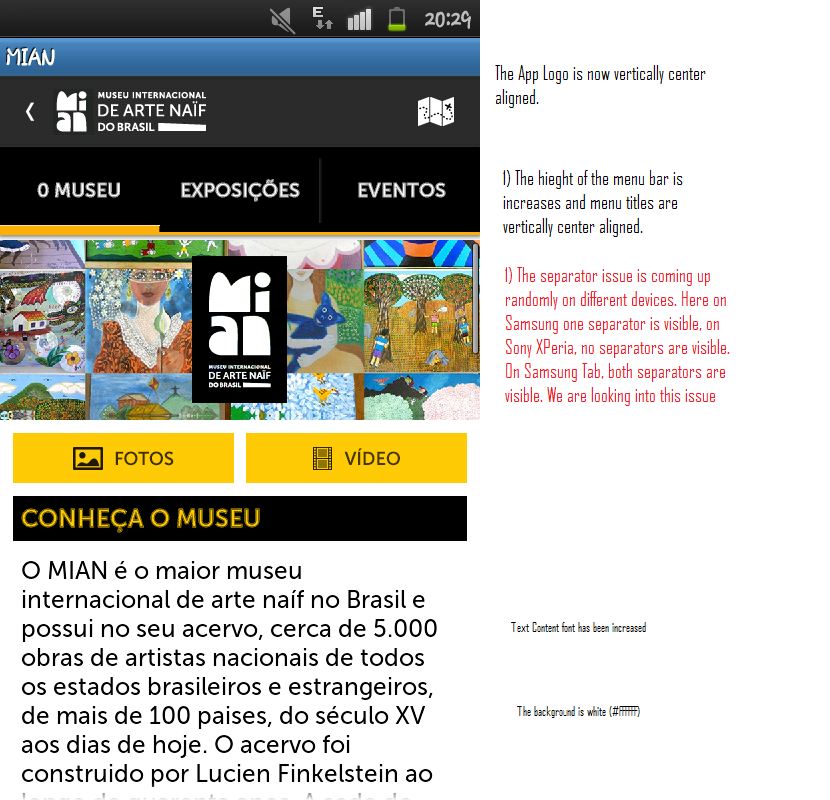 E
20:29
MIAN
MUSEU INTERNACIONAL
DE ARTE NAÏF
DO BRASIL
Mian
O MUSEU
EXPOSIÇÕES
EVENTOS
Mian
MUSEU INTERNACIONAL
DE ARTE NAÏF
DO BRASIL
FOTOS
VÍDEO
CONHEÇA O MUSEU
O MIAN é o maior museu
internacional de arte naíf no Brasil e
possui no seu acervo, cerca de 5.000
obras de artistas nacionais de todos
os estados brasileiros e estrangeiros,
de mais de 100 paises, do século XV
aos dias de hoje. O acervo foi
construido por Lucien Finkelstein ao
The App Logo is now vertically center
aligned.
1) The hieght of the menu bar is
increases and menu titles are
vertically center aligned.
1) The separator issue is coming up
randomly on different devices. Here on
Samsung one separator is visible, on
Sony XPeria, no separators are visible.
On Samsung Tab, both separators are
visible. We are looking into this issue
Text Content font has been increased
The background is white (#ffffff)